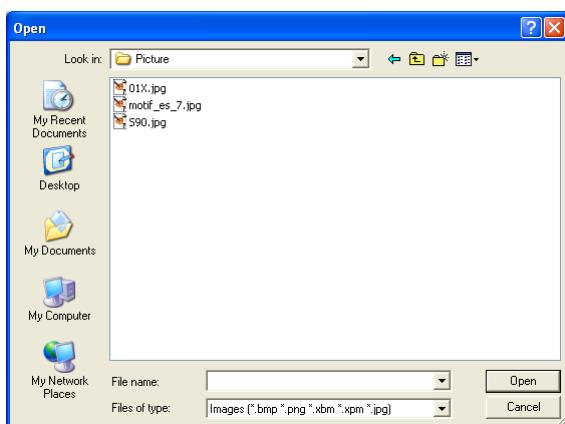 Open
Look in:
Picture
01X.jpg
motif_es_7.jpg
S90.jpg
My Recent
Documents
Desktop
My Documents
My Computer
My Network
Places
File name:
Open
Files of type:
Images (*.bmp *.png *.xbm *.xpm *.jpg)
Cancel